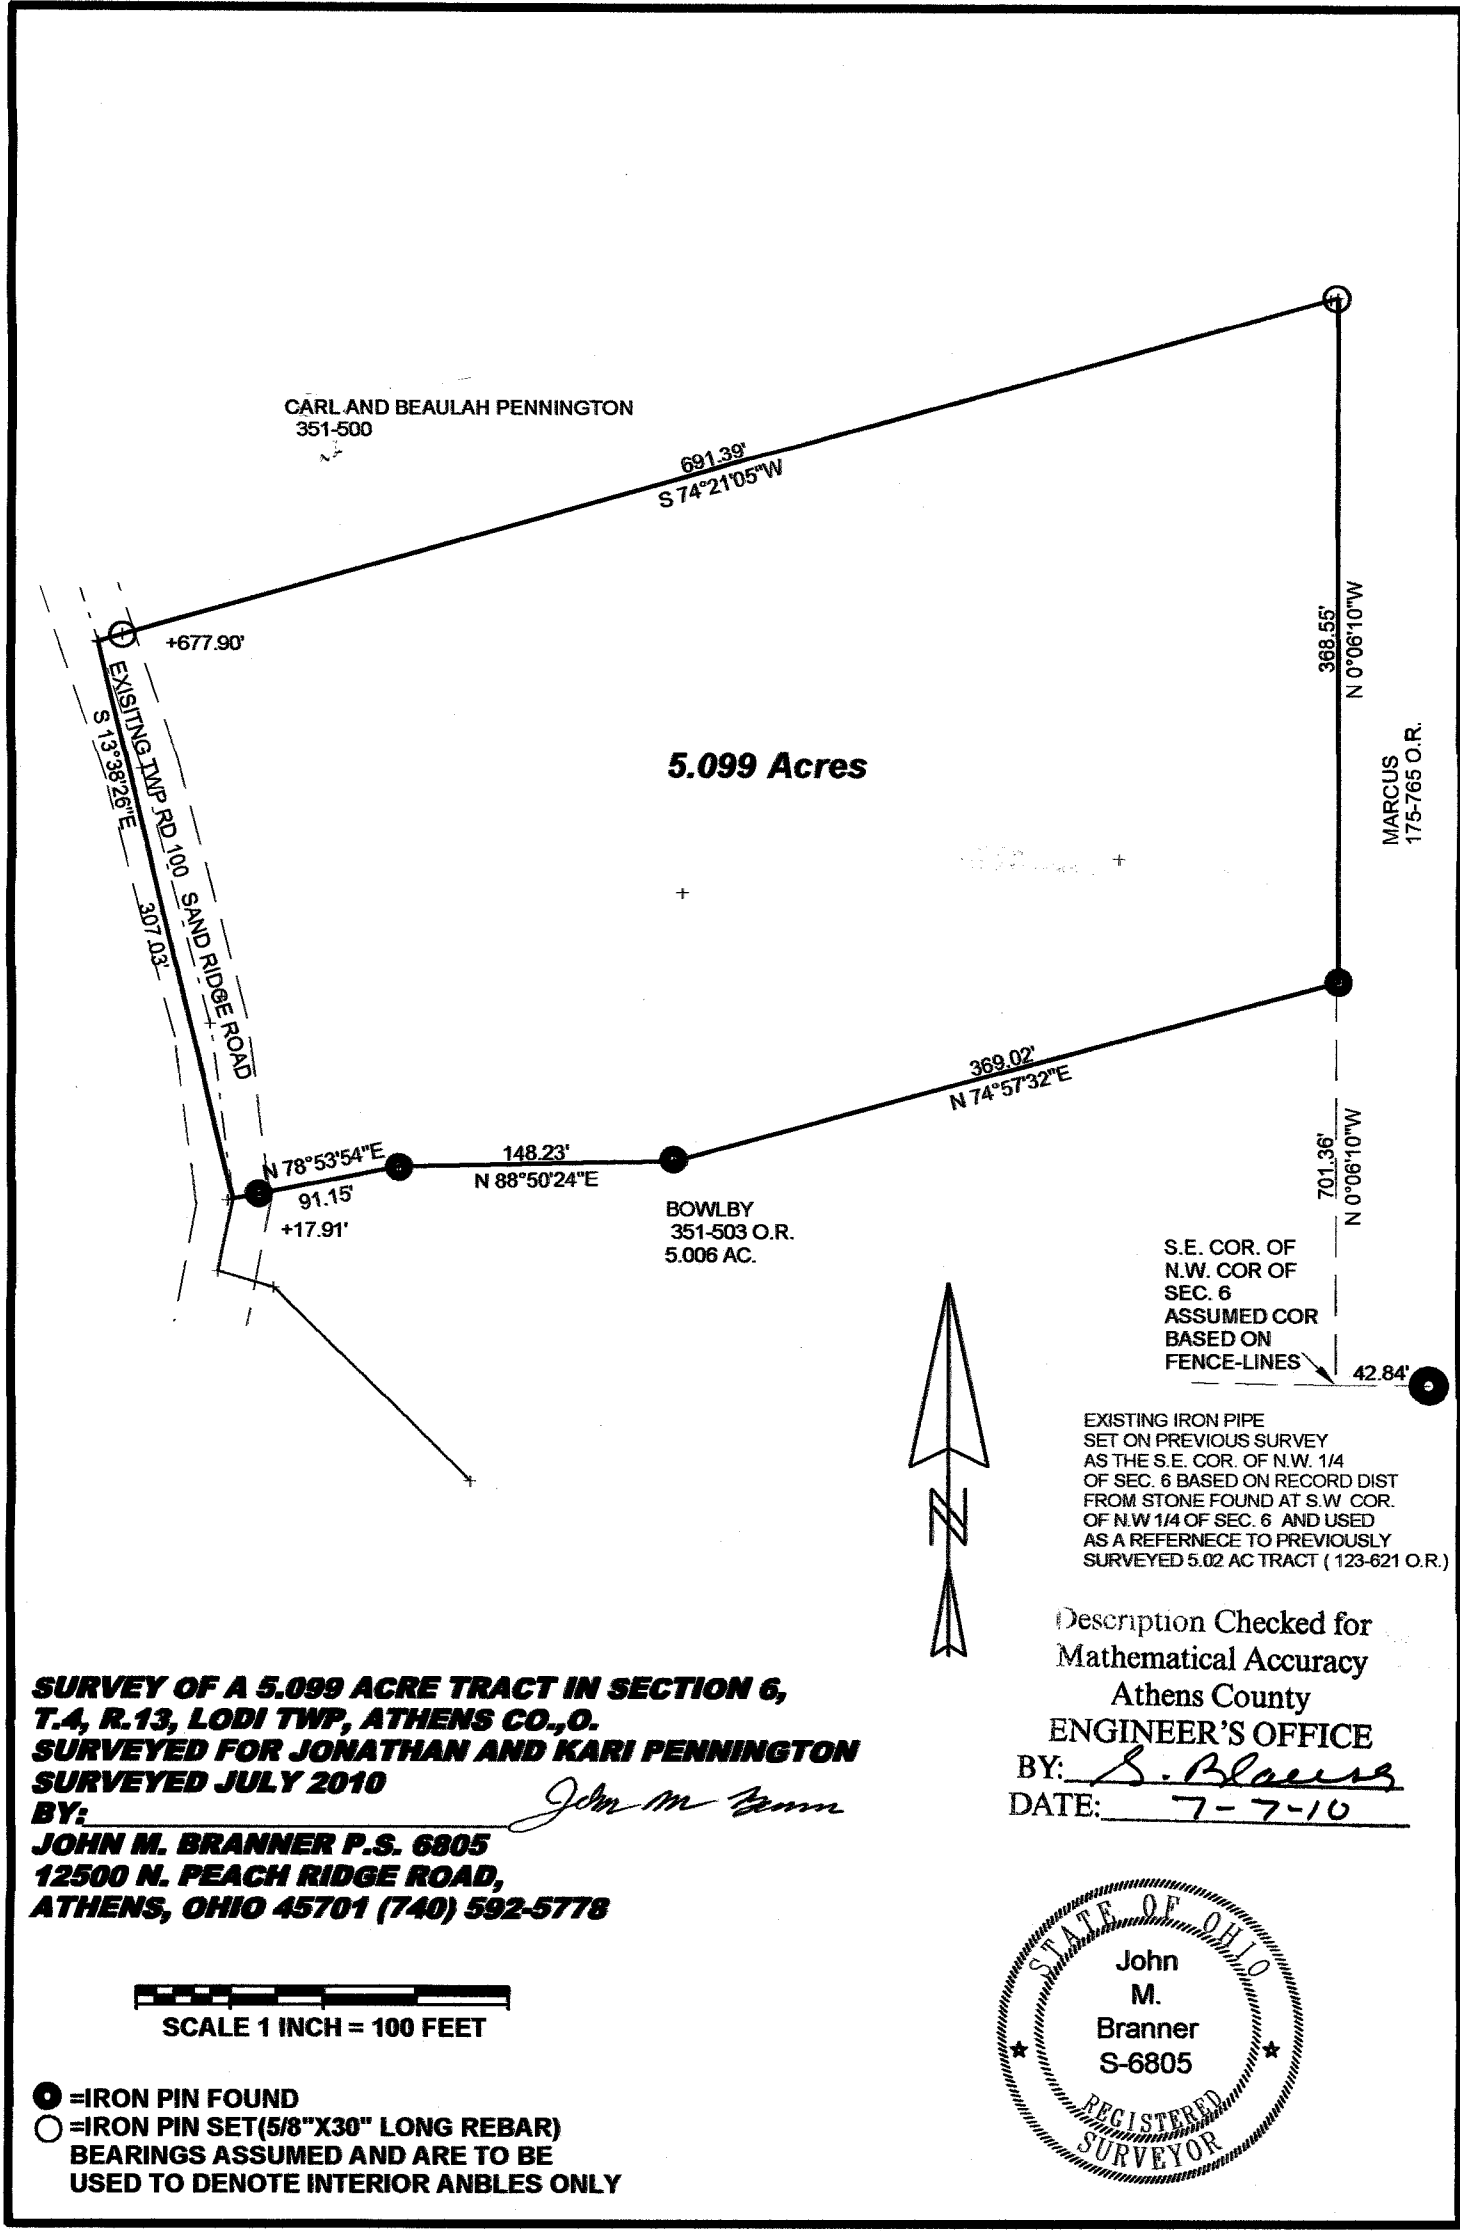 CARL AND BEAULAH PENNINGTON
351-500
691.39'
S 74°21'05"W
+677.90'
EXISITNG TWP RD 100 SAND RIDGE ROAD
S 13°38'26"E
307.03'
368.55'
N 0°06'10"W
MARCUS
175-765 O.R.
5.099 Acres
369.02'
N 74°57'32"E
N 78°53'54"E
91.15'
+17.91'
148.23'
N 88°50'24"E
BOWLBY
351-503 O.R.
5.006 AC.
701.36'
N 0°06'10"W
S.E. COR. OF
N.W. COR OF
SEC. 6
ASSUMED COR
BASED ON
FENCE-LINES
42.84'
EXISTING IRON PIPE
SET ON PREVIOUS SURVEY
AS THE S.E. COR. OF N.W. 1/4
OF SEC. 6 BASED ON RECORD DIST
FROM STONE FOUND AT S.W COR.
OF N.W 1/4 OF SEC. 6 AND USED
AS A REFERNECE TO PREVIOUSLY
SURVEYED 5.02 AC TRACT ( 123-621 O.R.)
N
Description Checked for
Mathematical Accuracy
Athens County
ENGINEER'S OFFICE
BY: S.
DATE: 7-7-10
SURVEY OF A 5.099 ACRE TRACT IN SECTION 6,
T.4, R.13, LODI TWP, ATHENS CO.,O.
SURVEYED FOR JONATHAN AND KARI PENNINGTON
SURVEYED JULY 2010
BY: John M Branner
JOHN M. BRANNER P.S. 6805
12500 N. PEACH RIDGE ROAD,
ATHENS, OHIO 45701 (740) 592-5778
SCALE 1 INCH = 100 FEET
=IRON PIN FOUND
=IRON PIN SET(5/8"X30" LONG REBAR)
BEARINGS ASSUMED AND ARE TO BE
USED TO DENOTE INTERIOR ANBLES ONLY
STATE OF OHIO
John
M.
Branner
S-6805
REGISTERED
SURVEYOR